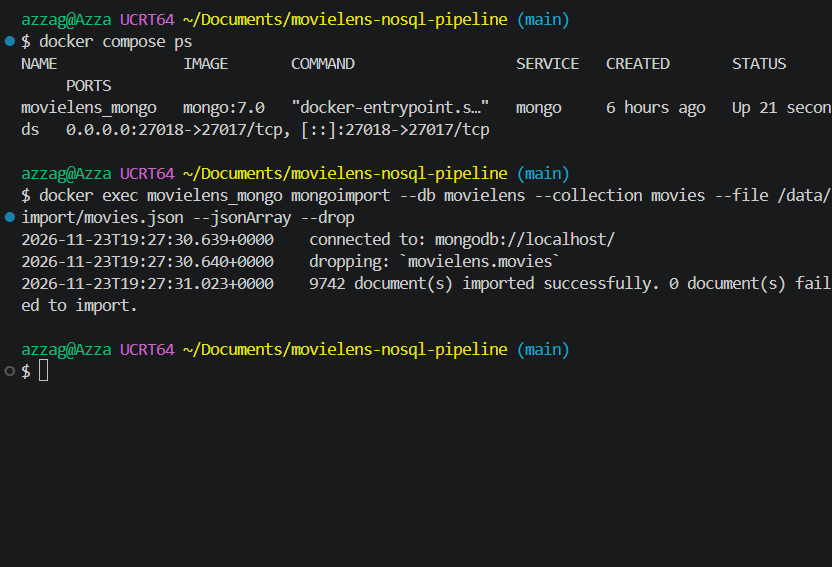 azzag@Azza UCRT64 ~/Documents/movielens-nosql-pipeline (main)
$ docker compose ps
NAME              IMAGE       COMMAND                  SERVICE   CREATED       STATUS
     PORTS
movielens_mongo   mongo:7.0   "docker-entrypoint.s…"   mongo     6 hours ago   Up 21 secon
ds   0.0.0.0:27018->27017/tcp, [::]:27018->27017/tcp
azzag@Azza UCRT64 ~/Documents/movielens-nosql-pipeline (main)
$ docker exec movielens_mongo mongoimport --db movielens --collection movies --file /data/
import/movies.json --jsonArray --drop
2026-11-23T19:27:30.639+0000    connected to: mongodb://localhost/
2026-11-23T19:27:30.640+0000    dropping: `movielens.movies`
2026-11-23T19:27:31.023+0000    9742 document(s) imported successfully. 0 document(s) fail
ed to import.
azzag@Azza UCRT64 ~/Documents/movielens-nosql-pipeline (main)
$